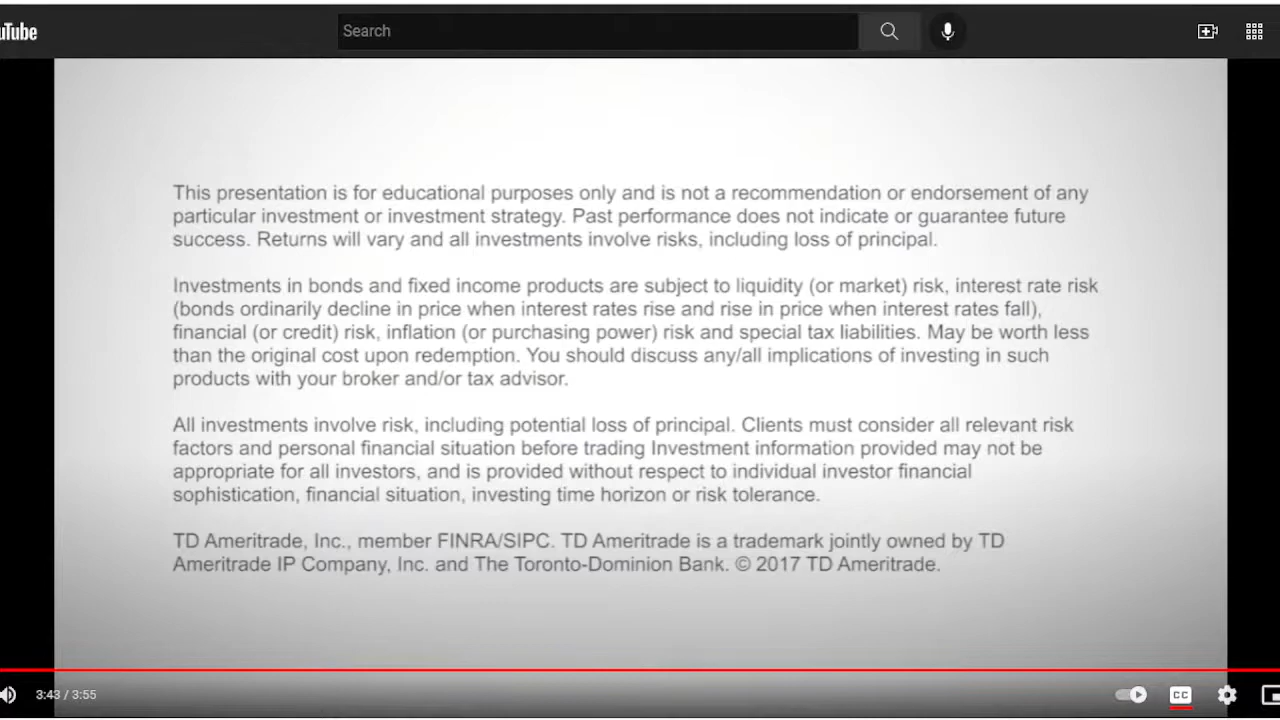 uTube
Search
This presentation is for educational purposes only and is not a recommendation or endorsement of any
particular investment or investment strategy. Past performance does not indicate or guarantee future
success. Returns will vary and all investments involve risks, including loss of principal.
Investments in bonds and fixed income products are subject to liquidity (or market) risk, interest rate risk
(bonds ordinarily decline in price when interest rates rise and rise in price when interest rates fall),
financial (or credit) risk, inflation (or purchasing power) risk and special tax liabilities. May be worth less
than the original cost upon redemption. You should discuss any/all implications of investing in such
products with your broker and/or tax advisor.
All investments involve risk, including potential loss of principal. Clients must consider all relevant risk
factors and personal financial situation before trading Investment information provided may not be
appropriate for all investors, and is provided without respect to individual investor financial
sophistication, financial situation, investing time horizon or risk tolerance.
TD Ameritrade, Inc., member FINRA/SIPC. TD Ameritrade is a trademark jointly owned by TD
Ameritrade IP Company, Inc. and The Toronto-Dominion Bank. © 2017 TD Ameritrade.
3:43 / 3:55
CC